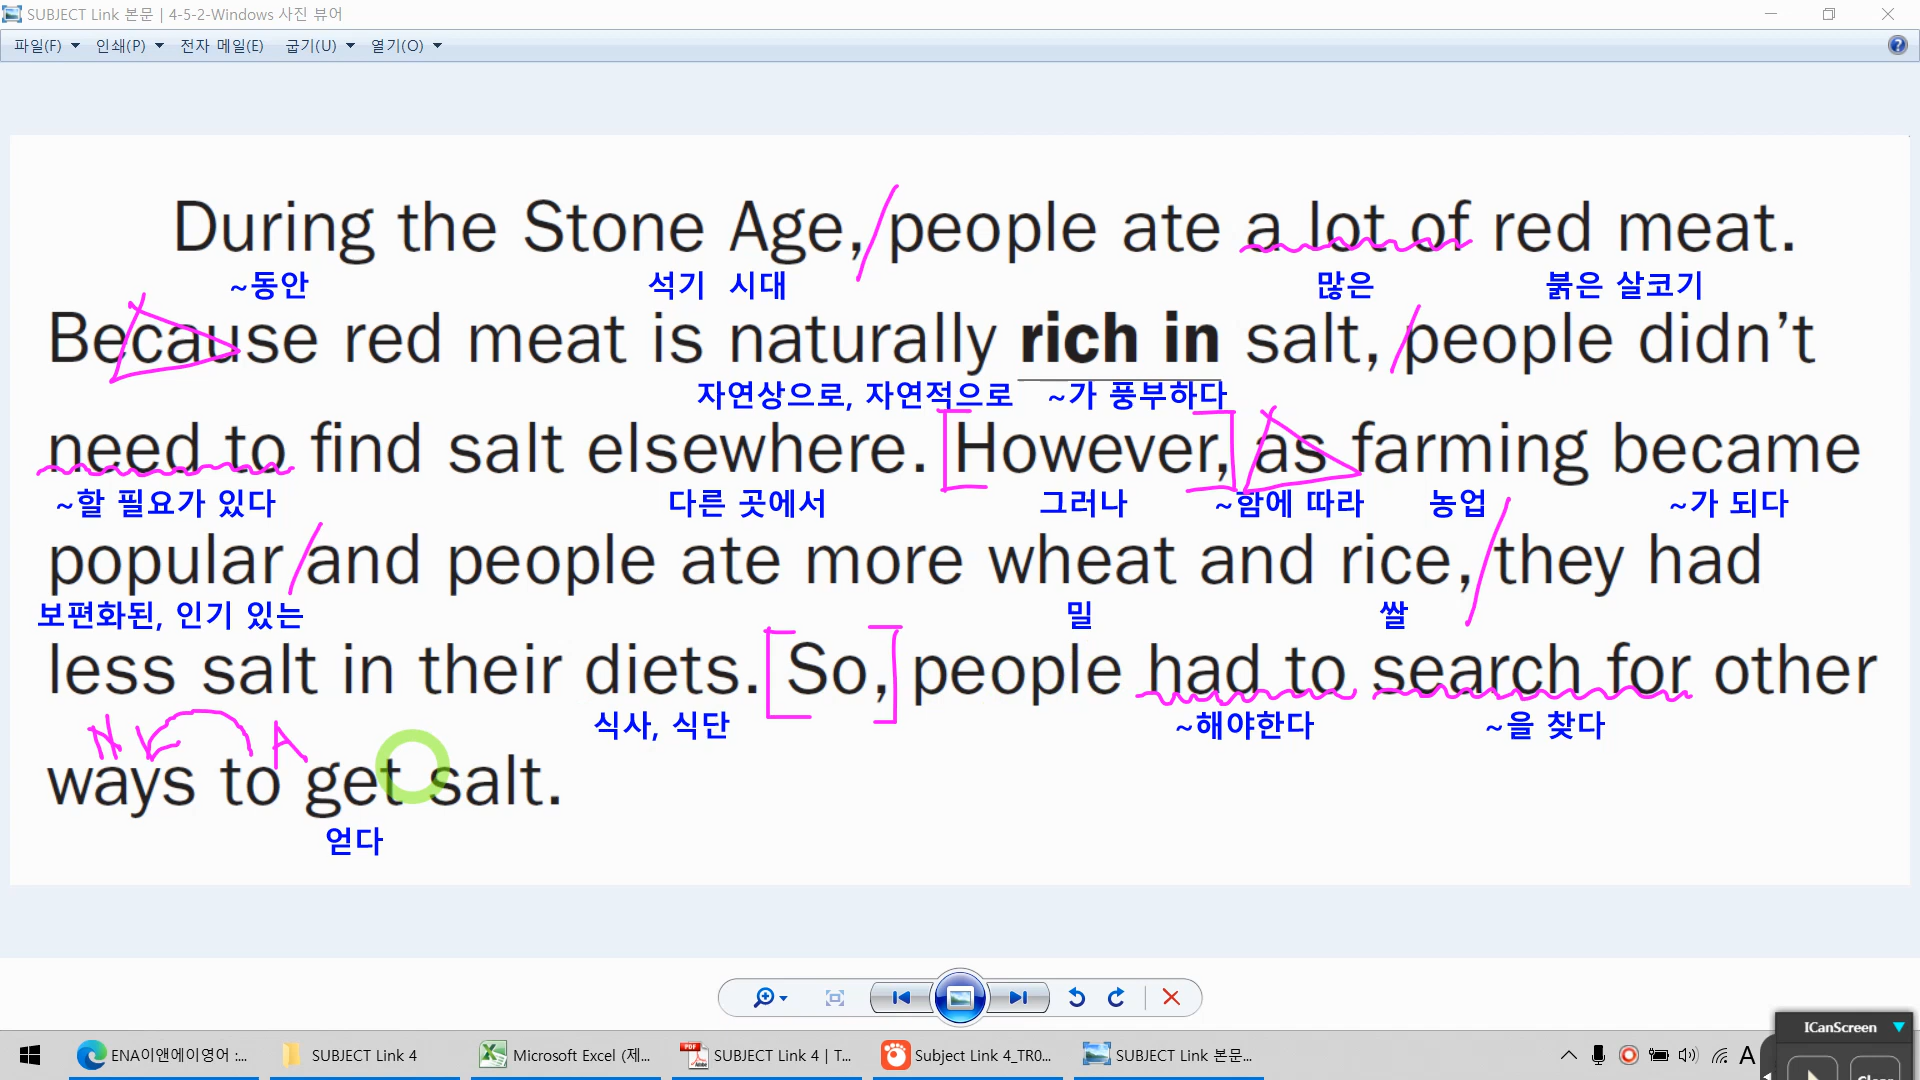 SUBJECT Link 본문 | 4-5-2-Windows 사진 뷰어
파일(F) 인쇄(P) 전자 메일(E) 굽기(U) 열기(O)
During the Stone Age, people ate a lot of red meat.
~동안 석기 시대 많은 붉은 살코기
Because red meat is naturally rich in salt, people didn't
자연상으로, 자연적으로 ~가 풍부하다
need to find salt elsewhere. However, as farming became
~할 필요가 있다 다른 곳에서 그러나 ~함에 따라 농업 ~가 되다
popular and people ate more wheat and rice, they had
보편화된, 인기 있는 밀 쌀
less salt in their diets. So, people had to search for other
식사, 식단 ~해야한다 ~을 찾다
N A
ways to get salt.
얻다
ICanScreen
ENA이앤에이영어 :... SUBJECT Link 4 Microsoft Excel (제... SUBJECT Link 4 | T... Subject Link 4_TR0... SUBJECT Link 본문... A